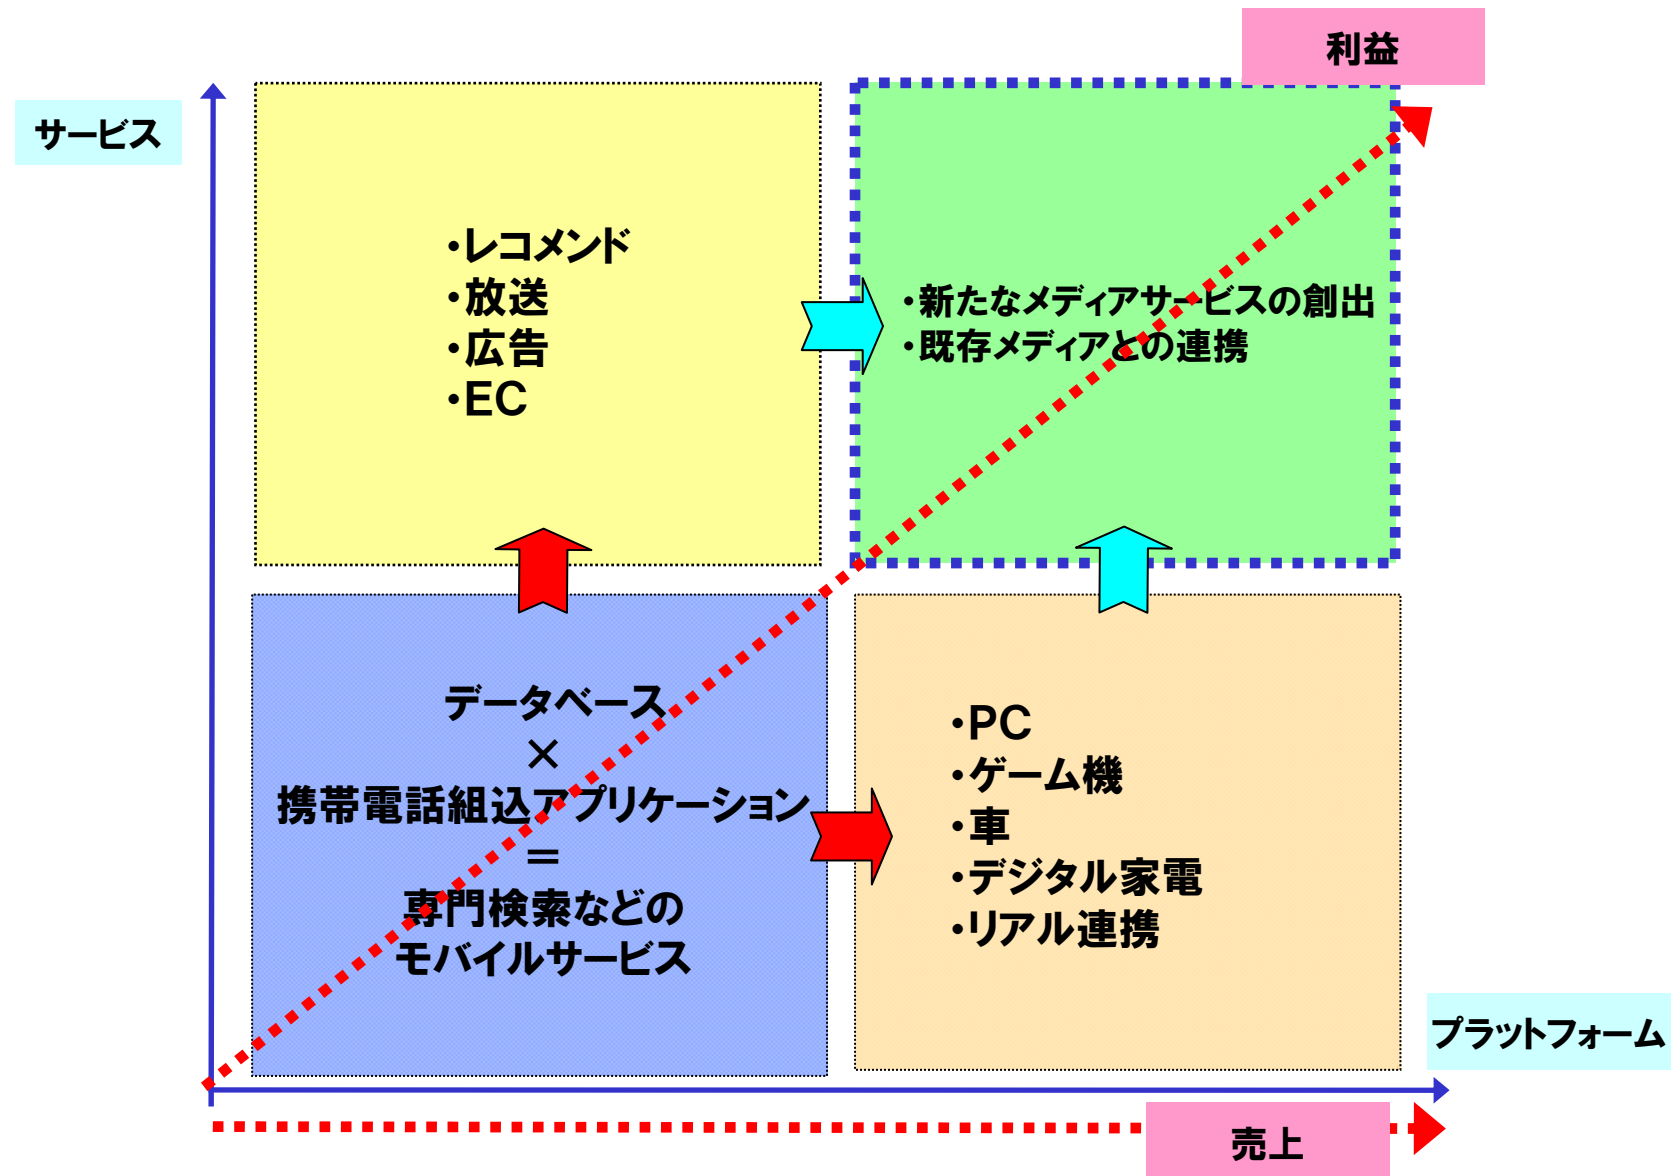 利益
サービス
・レコメンド
・放送
・広告
・EC
・新たなメディアサービスの創出
・既存メディアとの連携
データベース
×
携帯電話組込アプリケーション
＝
専門検索などの
モバイルサービス
・PC
・ゲーム機
・車
・デジタル家電
・リアル連携
プラットフォーム
売上